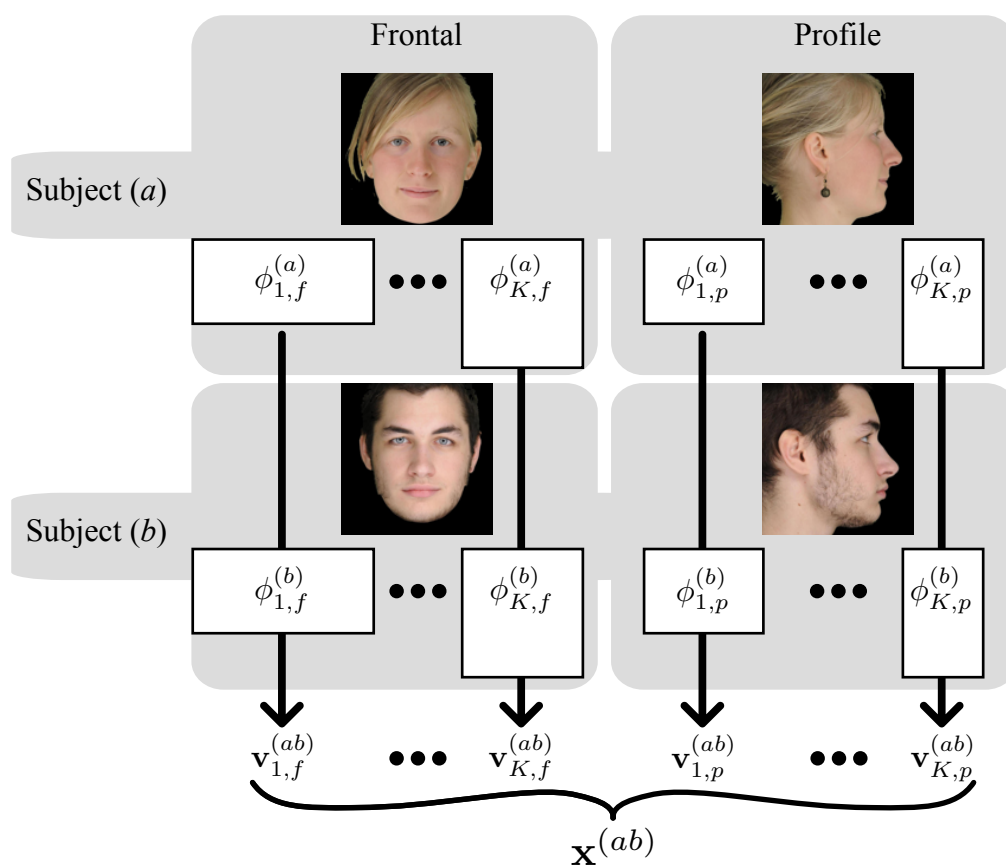 Frontal Profile
Subject (a)
ϕ_{1,f}^{(a)} ••• ϕ_{K,f}^{(a)} ϕ_{1,p}^{(a)} ••• ϕ_{K,p}^{(a)}
Subject (b)
ϕ_{1,f}^{(b)} ••• ϕ_{K,f}^{(b)} ϕ_{1,p}^{(b)} ••• ϕ_{K,p}^{(b)}
v_{1,f}^{(ab)} ••• v_{K,f}^{(ab)} v_{1,p}^{(ab)} ••• v_{K,p}^{(ab)}
x^{(ab)}